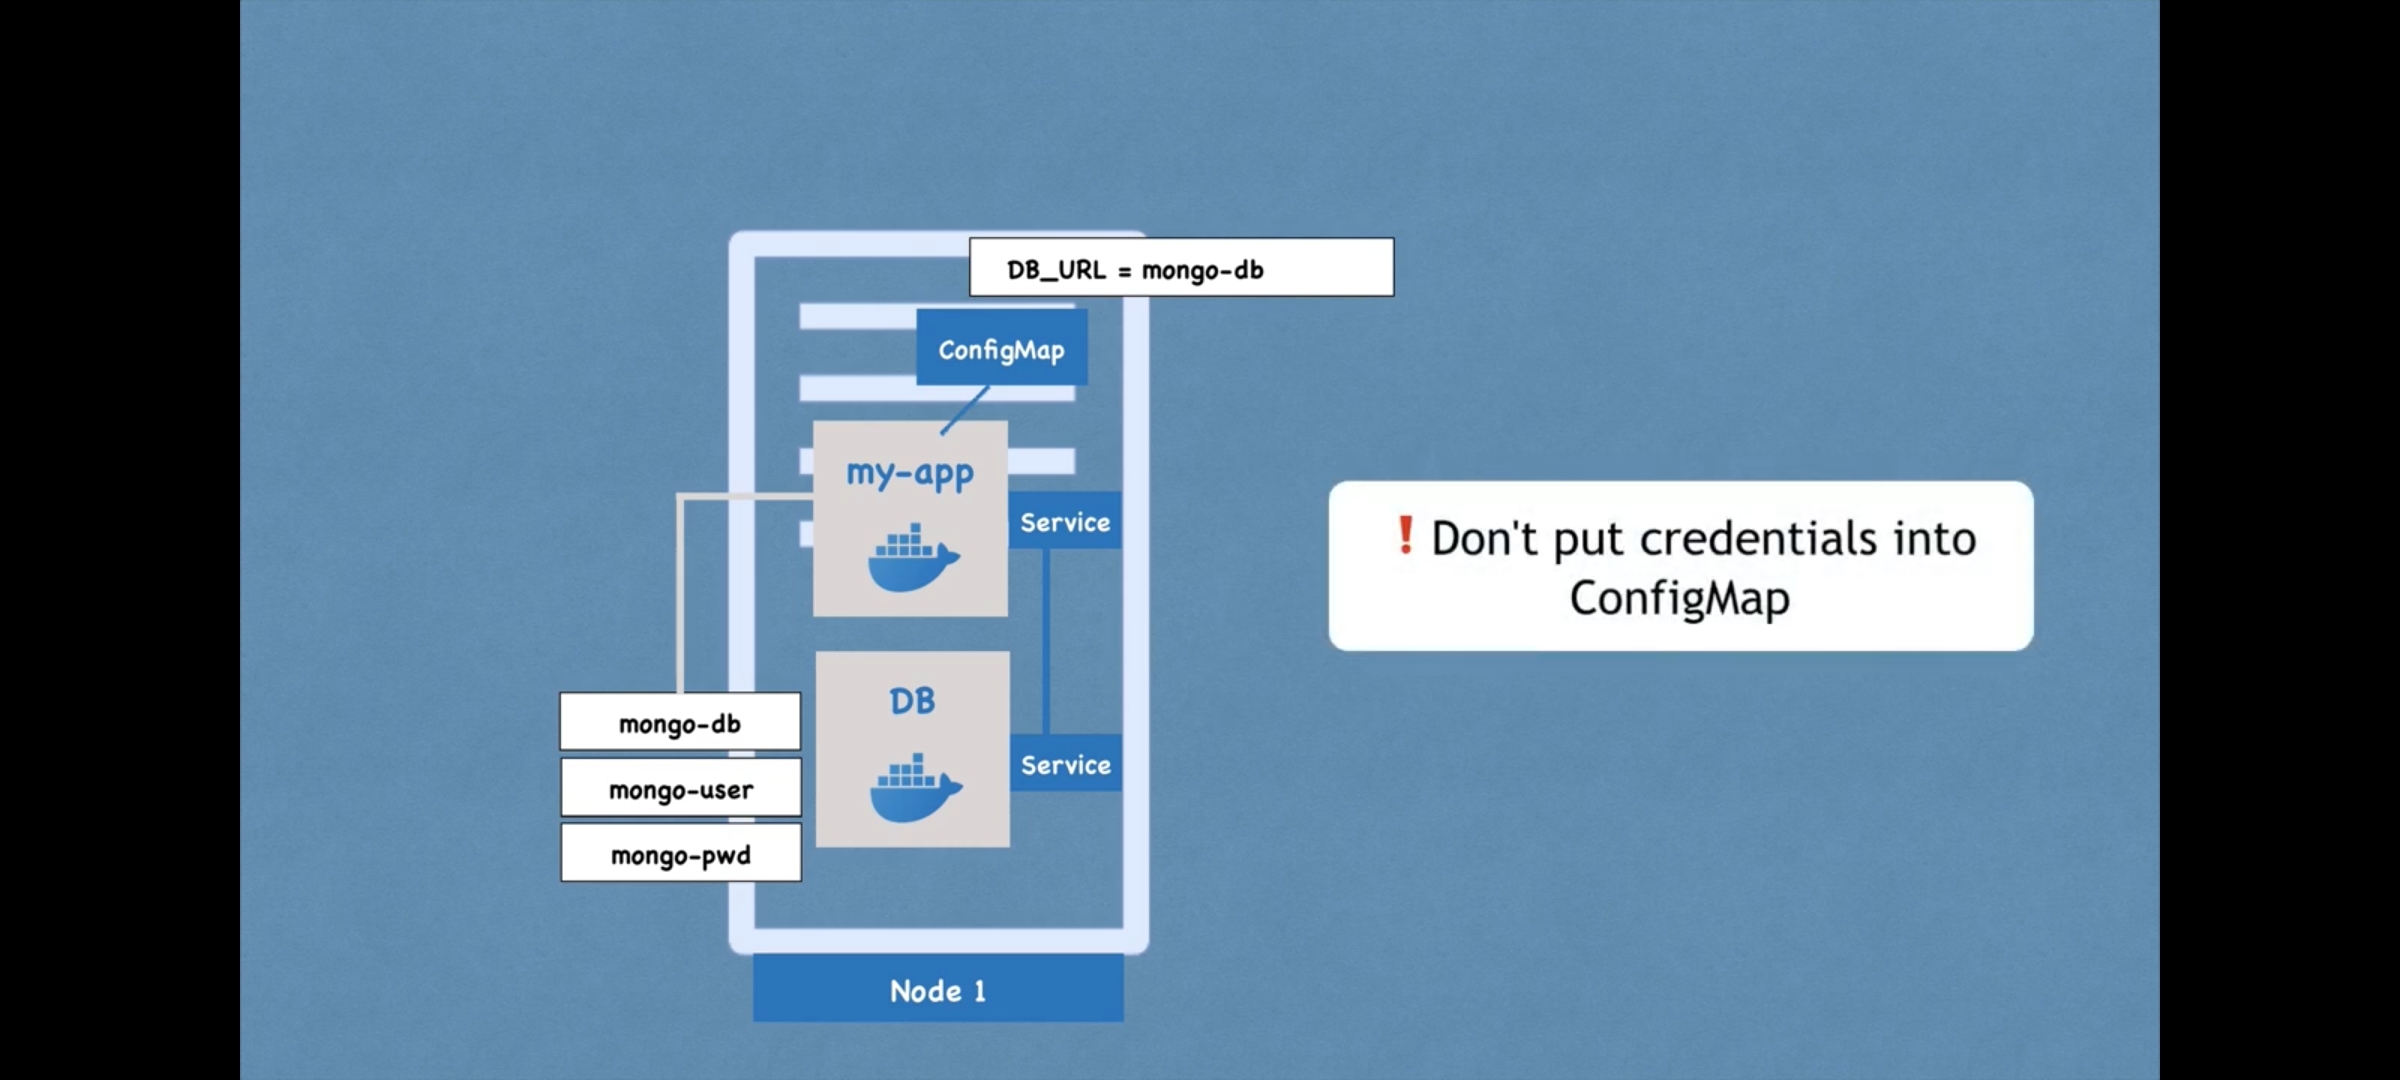 DB_URL = mongo-db
ConfigMap
my-app
Service
❗Don't put credentials into
ConfigMap
DB
mongo-db
Service
mongo-user
mongo-pwd
Node 1